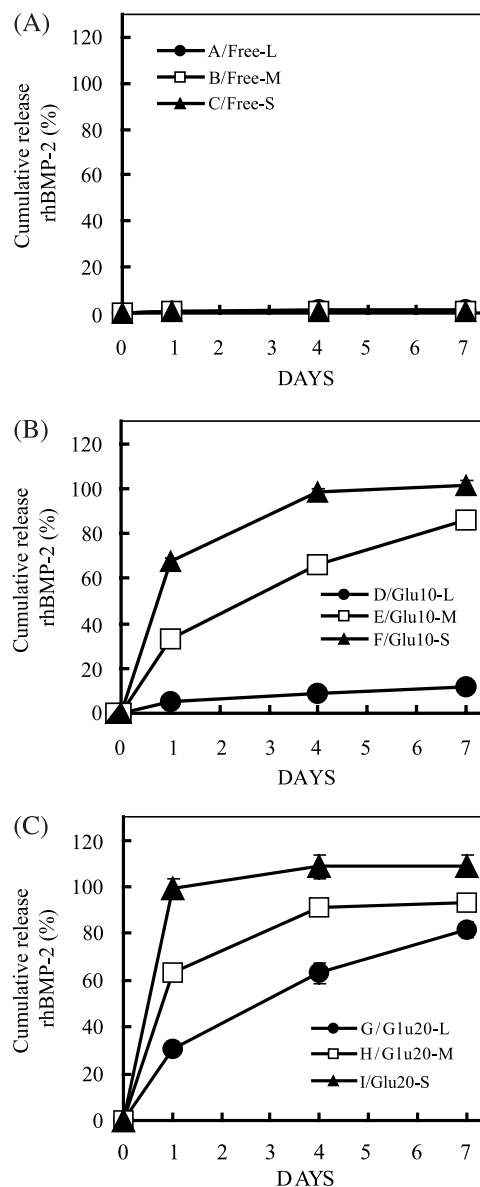 (A)
120
100
80
60
40
20
0
Cumulative release
rhBMP-2 (%)
A/Free-L
B/Free-M
C/Free-S
0 1 2 3 4 5 6 7
DAYS
(B)
120
100
80
60
40
20
0
Cumulative release
rhBMP-2 (%)
D/Glu10-L
E/Glu10-M
F/Glu10-S
0 1 2 3 4 5 6 7
DAYS
(C)
120
100
80
60
40
20
0
Cumulative release
rhBMP-2 (%)
G/G1u20-L
H/G1u20-M
I/Glu20-S
0 1 2 3 4 5 6 7
DAYS